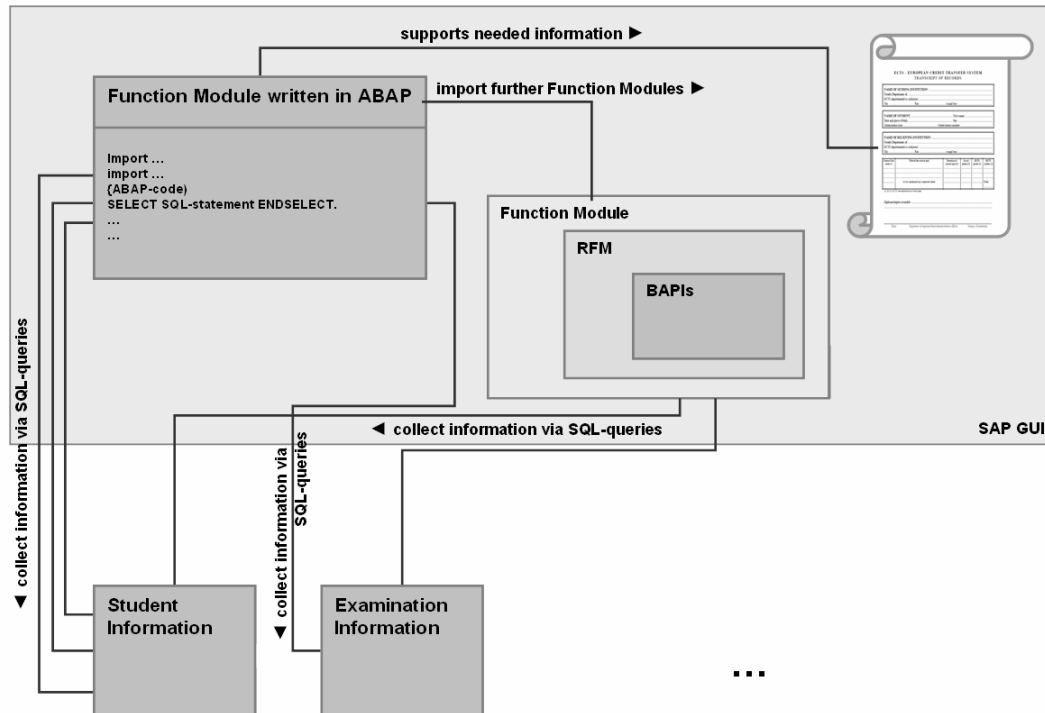 supports needed information ►
Function Module written in ABAP
import further Function Modules ►
Import ...
import ...
(ABAP-code)
SELECT SQL-statement ENDSELECT.
...
...
ECTS - EUROPEAN CREDIT TRANSFER SYSTEM
TRANSCRIPT OF RECORDS
Function Module
RFM
BAPIs
◄ collect information via SQL-queries
◄ collect information via SQL-queries
SAP GUI
◄ collect information via
SQL-queries
Student
Information
Examination
Information
...